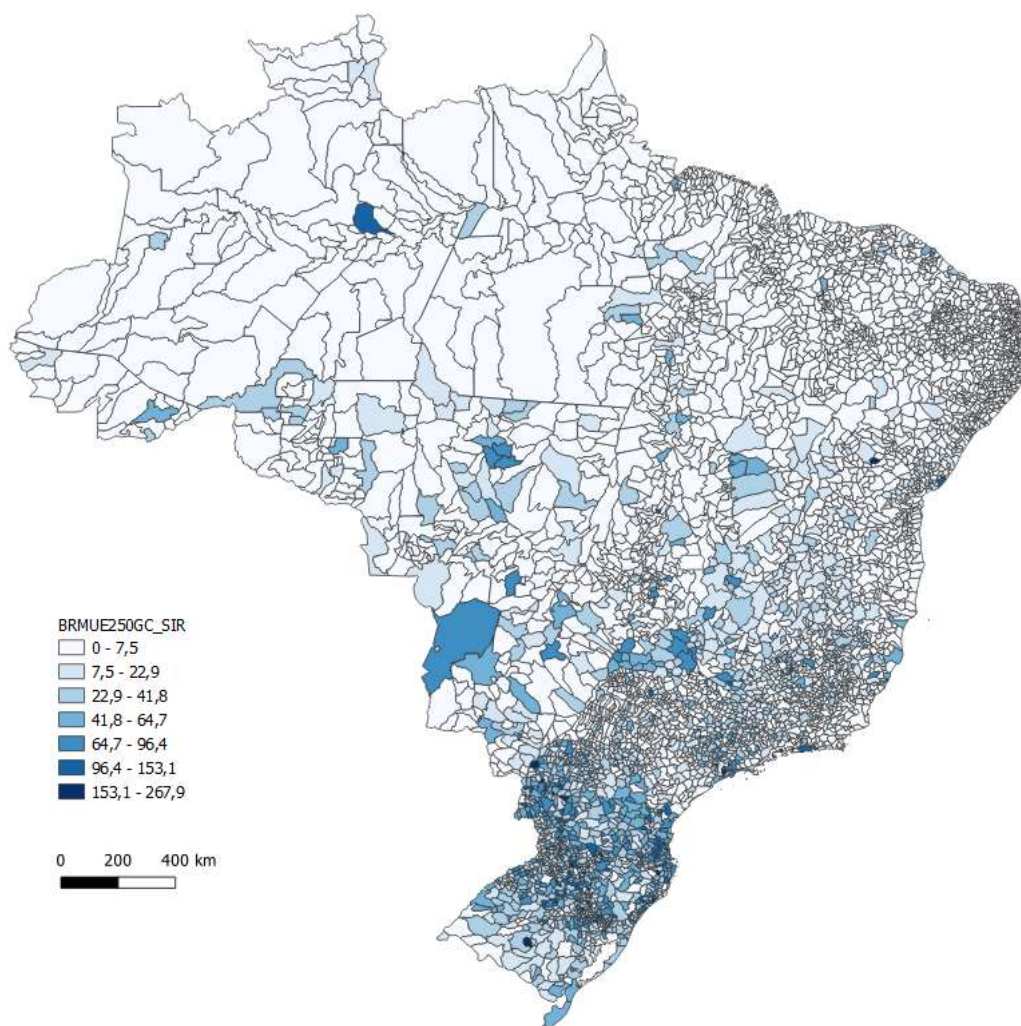 BRMUE250GC_SIR
0 - 7,5
7,5 - 22,9
22,9 - 41,8
41,8 - 64,7
64,7 - 96,4
96,4 - 153,1
153,1 - 267,9
0 200 400 km